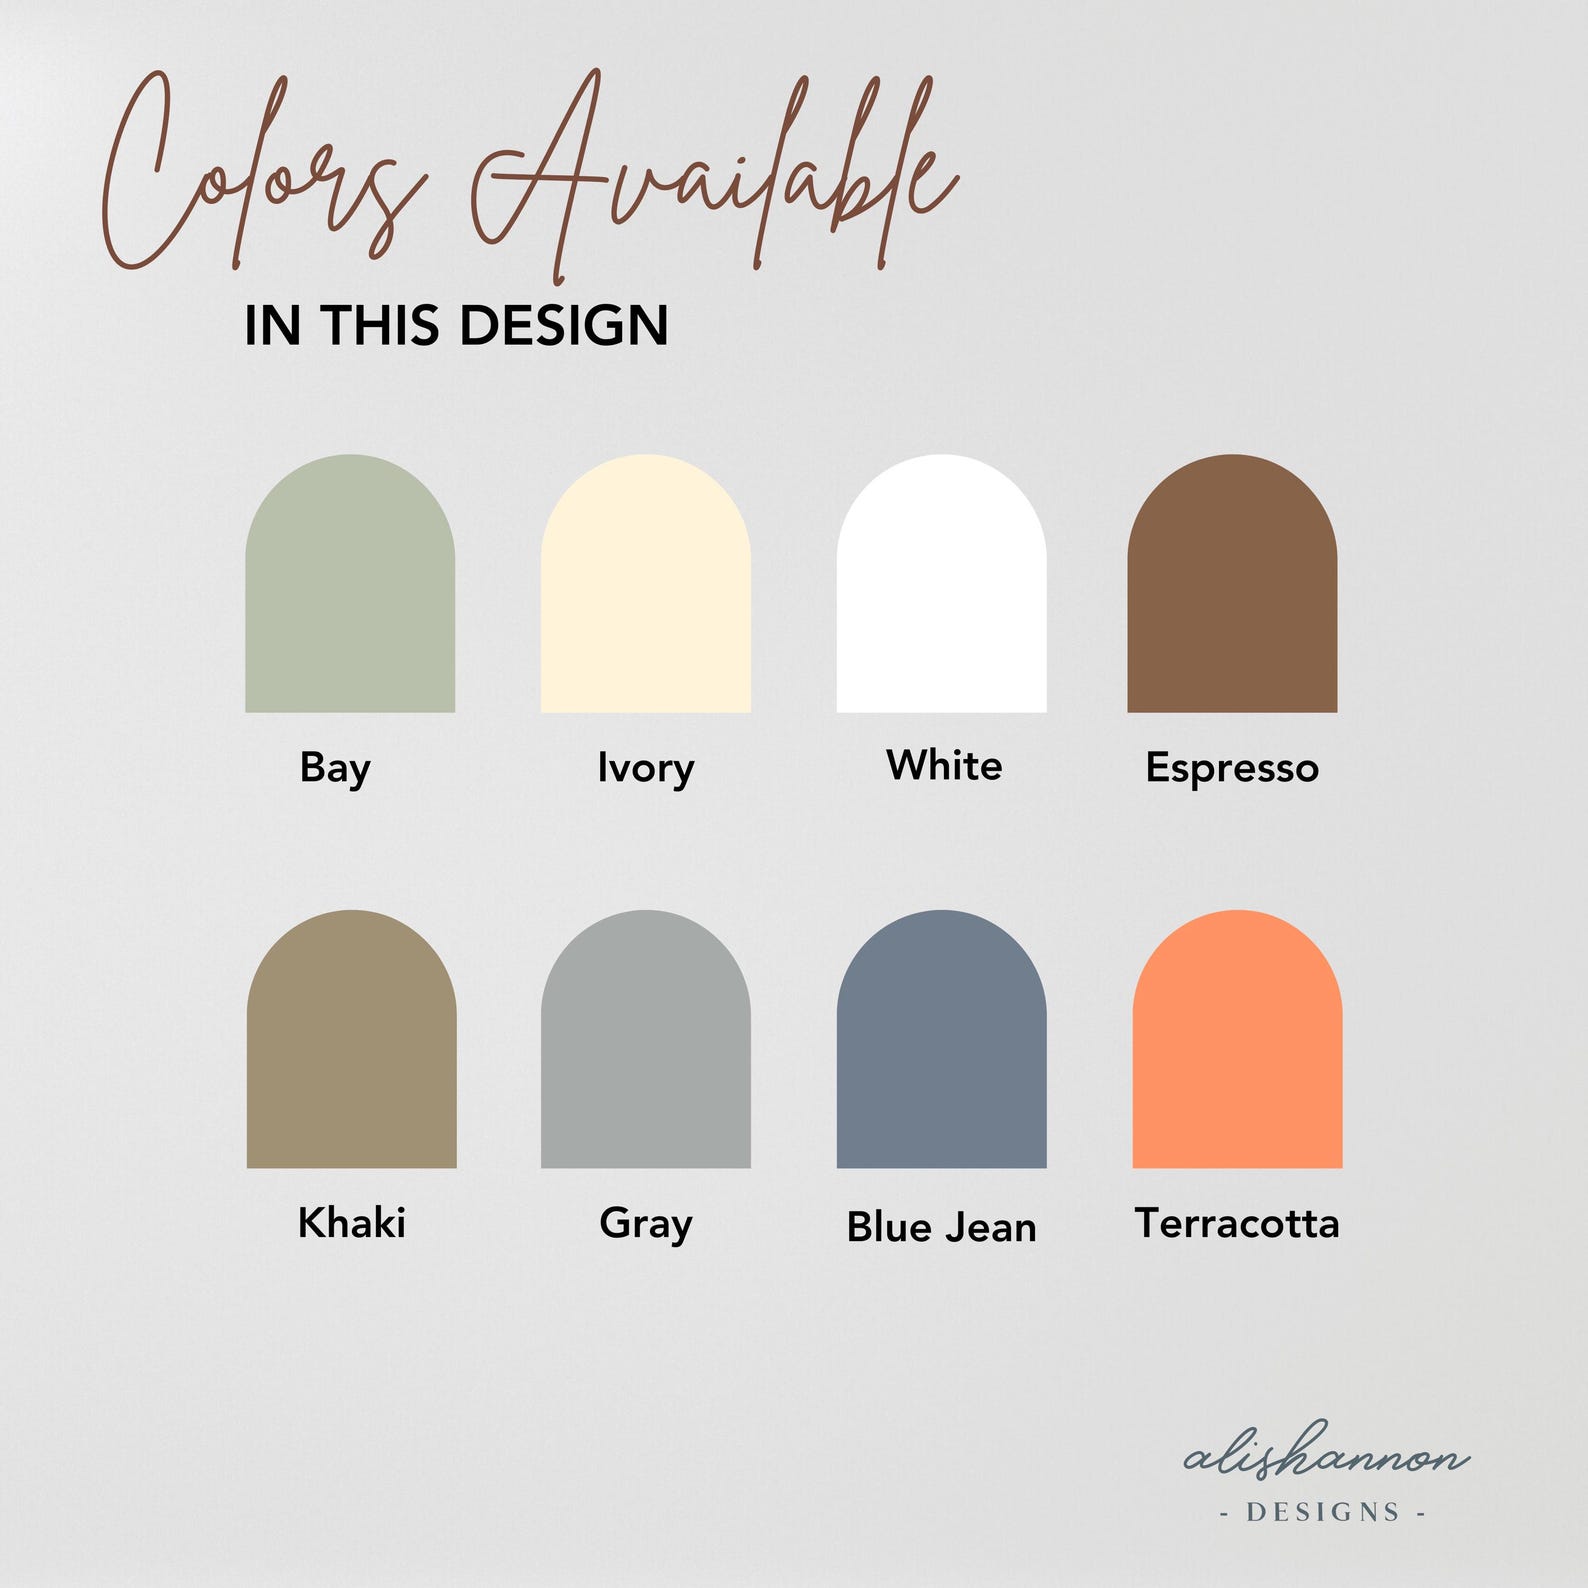 Colors Available
IN THIS DESIGN
Bay
Ivory
White
Espresso
Khaki
Gray
Blue Jean
Terracotta
alishannon
- DESIGNS -